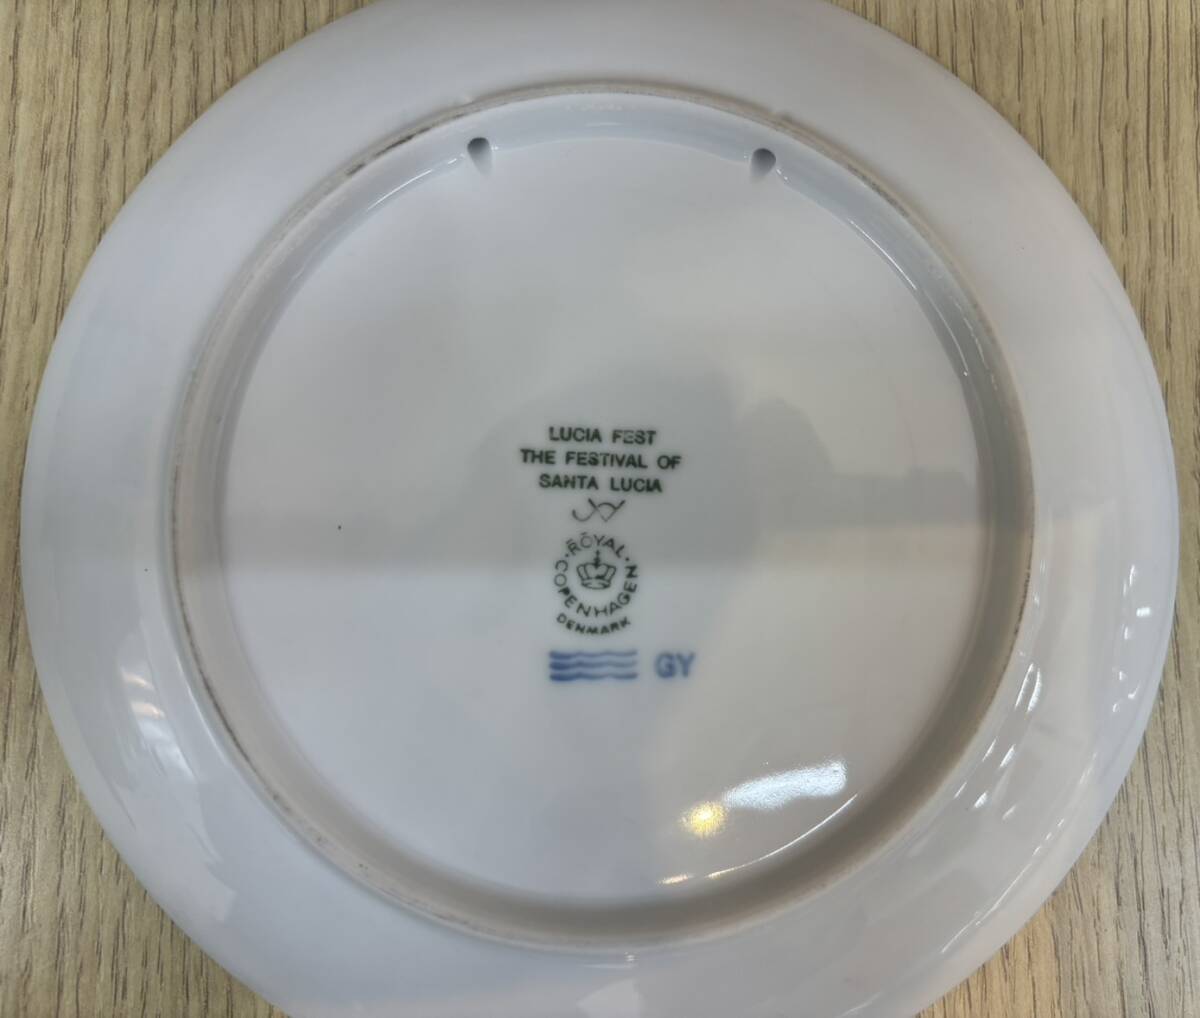 LUCIA FEST
THE FESTIVAL OF
SANTA LUCIA
ROYAL
COPENHAGEN
DENMARK
GY